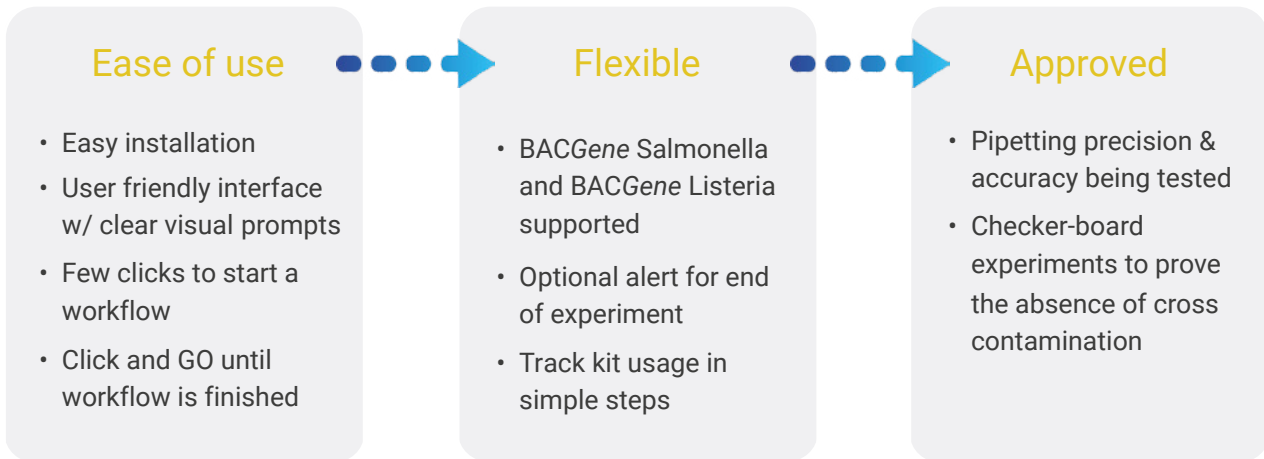 Ease of use
• Easy installation
• User friendly interface
w/ clear visual prompts
• Few clicks to start a
workflow
• Click and GO until
workflow is finished
Flexible
• BACGene Salmonella
and BACGene Listeria
supported
• Optional alert for end
of experiment
• Track kit usage in
simple steps
Approved
• Pipetting precision &
accuracy being tested
• Checker-board
experiments to prove
the absence of cross
contamination